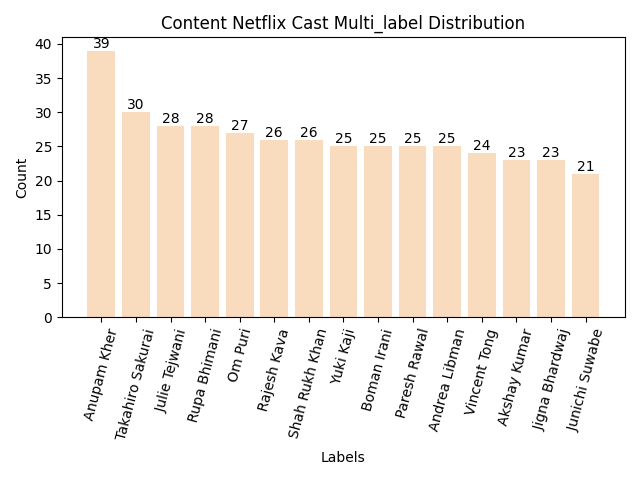 Content Netflix Cast Multi_label Distribution
Count
40
35
30
25
20
15
10
5
0
39
30
28
28
27
26
26
25
25
25
25
24
23
23
21
Anupam Kher
Takahiro Sakurai
Julie Tejwani
Rupa Bhimani
Om Puri
Rajesh Kava
Shah Rukh Khan
Yuki Kaji
Boman Irani
Paresh Rawal
Andrea Libman
Vincent Tong
Akshay Kumar
Jigna Bhardwaj
Junichi Suwabe
Labels